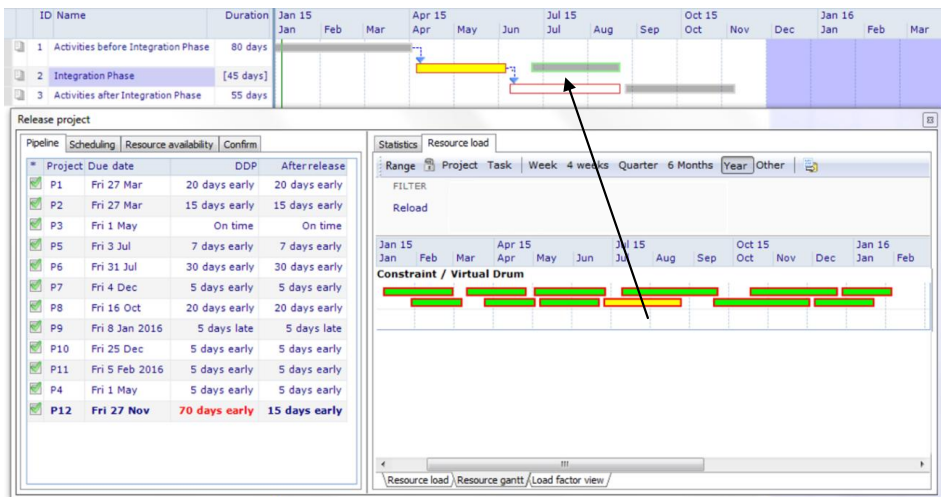 ID Name Duration Jan 15 Apr 15 Jul 15 Oct 15 Jan 16
Jan Feb Mar Apr May Jun Jul Aug Sep Oct Nov Dec Jan Feb Mar
1 Activities before Integration Phase 80 days
2 Integration Phase [45 days]
3 Activities after Integration Phase 55 days
Release project
Pipeline Scheduling Resource availability Confirm
* Project Due date DDP After release
P1 Fri 27 Mar 20 days early 20 days early
P2 Fri 27 Mar 15 days early 15 days early
P3 Fri 1 May On time On time
P5 Fri 3 Jul 7 days early 7 days early
P6 Fri 31 Jul 30 days early 30 days early
P7 Fri 4 Dec 5 days early 5 days early
P8 Fri 16 Oct 20 days early 20 days early
P9 Fri 8 Jan 2016 5 days late 5 days late
P10 Fri 25 Dec 5 days early 5 days early
P11 Fri 5 Feb 2016 5 days early 5 days early
P4 Fri 1 May 5 days early 5 days early
P12 Fri 27 Nov 70 days early 15 days early
Statistics Resource load
Range Project Task Week 4 weeks Quarter 6 Months Year Other
FILTER
Reload
Jan 15 Apr 15 Jul 15 Oct 15 Jan 16
Jan Feb Mar Apr May Jun Jul Aug Sep Oct Nov Dec Jan Feb
Constraint / Virtual Drum
Resource load Resource gantt Load factor view